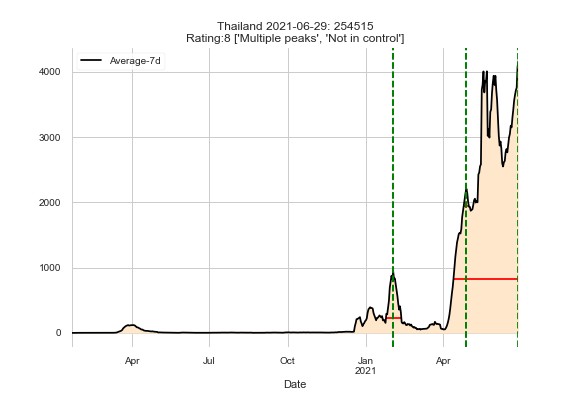 Thailand 2021-06-29: 254515
Rating:8 ['Multiple peaks', 'Not in control']
Average-7d
4000
3000
2000
1000
0
Apr
Jul
Oct
Jan
2021
Apr
Date